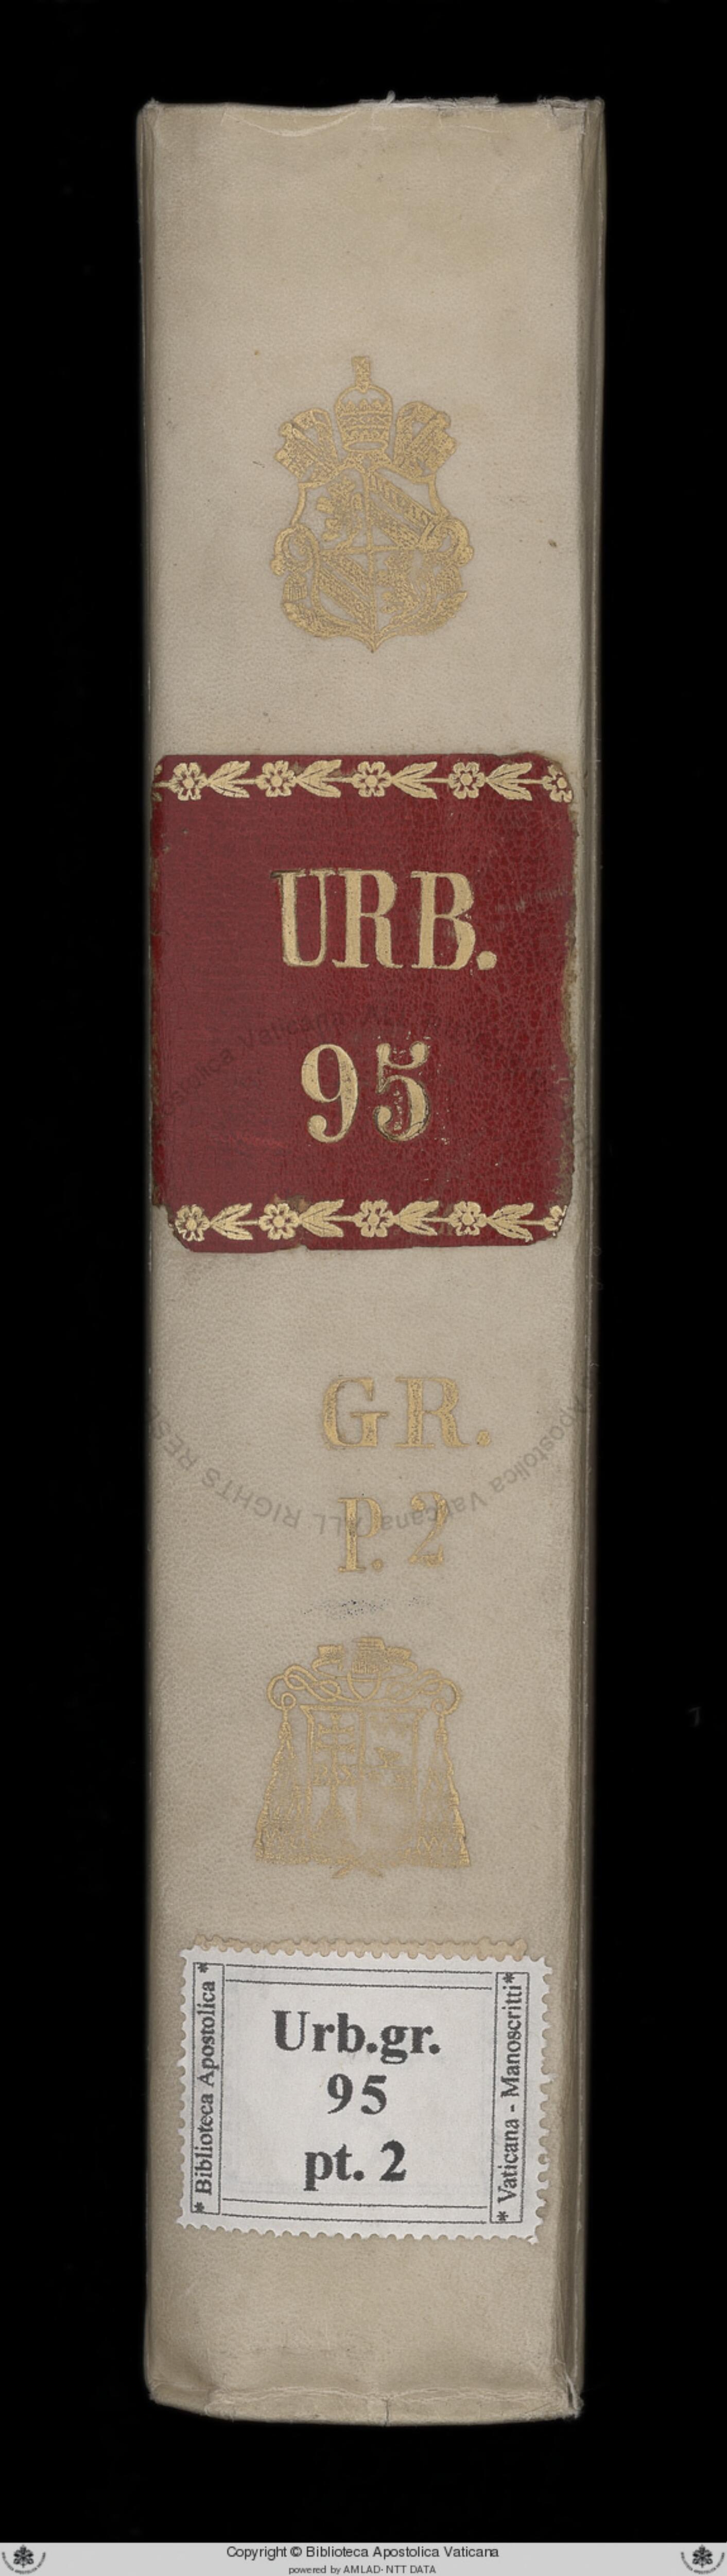 URB.
95
GR.
P. 2
* Biblioteca Apostolica *
Urb.gr.
95
pt. 2
* Vaticana - Manoscritti *
Copyright © Biblioteca Apostolica Vaticana
powered by AMLAD-NTT DATA